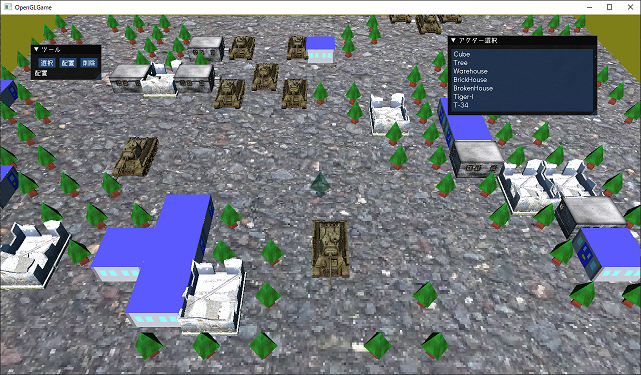 OpenGLGame
▼ ツール
選択 配置 削除
配置
▼ アクター選択
Cube
Tree
Warehouse
BrickHouse
BrokenHouse
Tiger-I
T-34